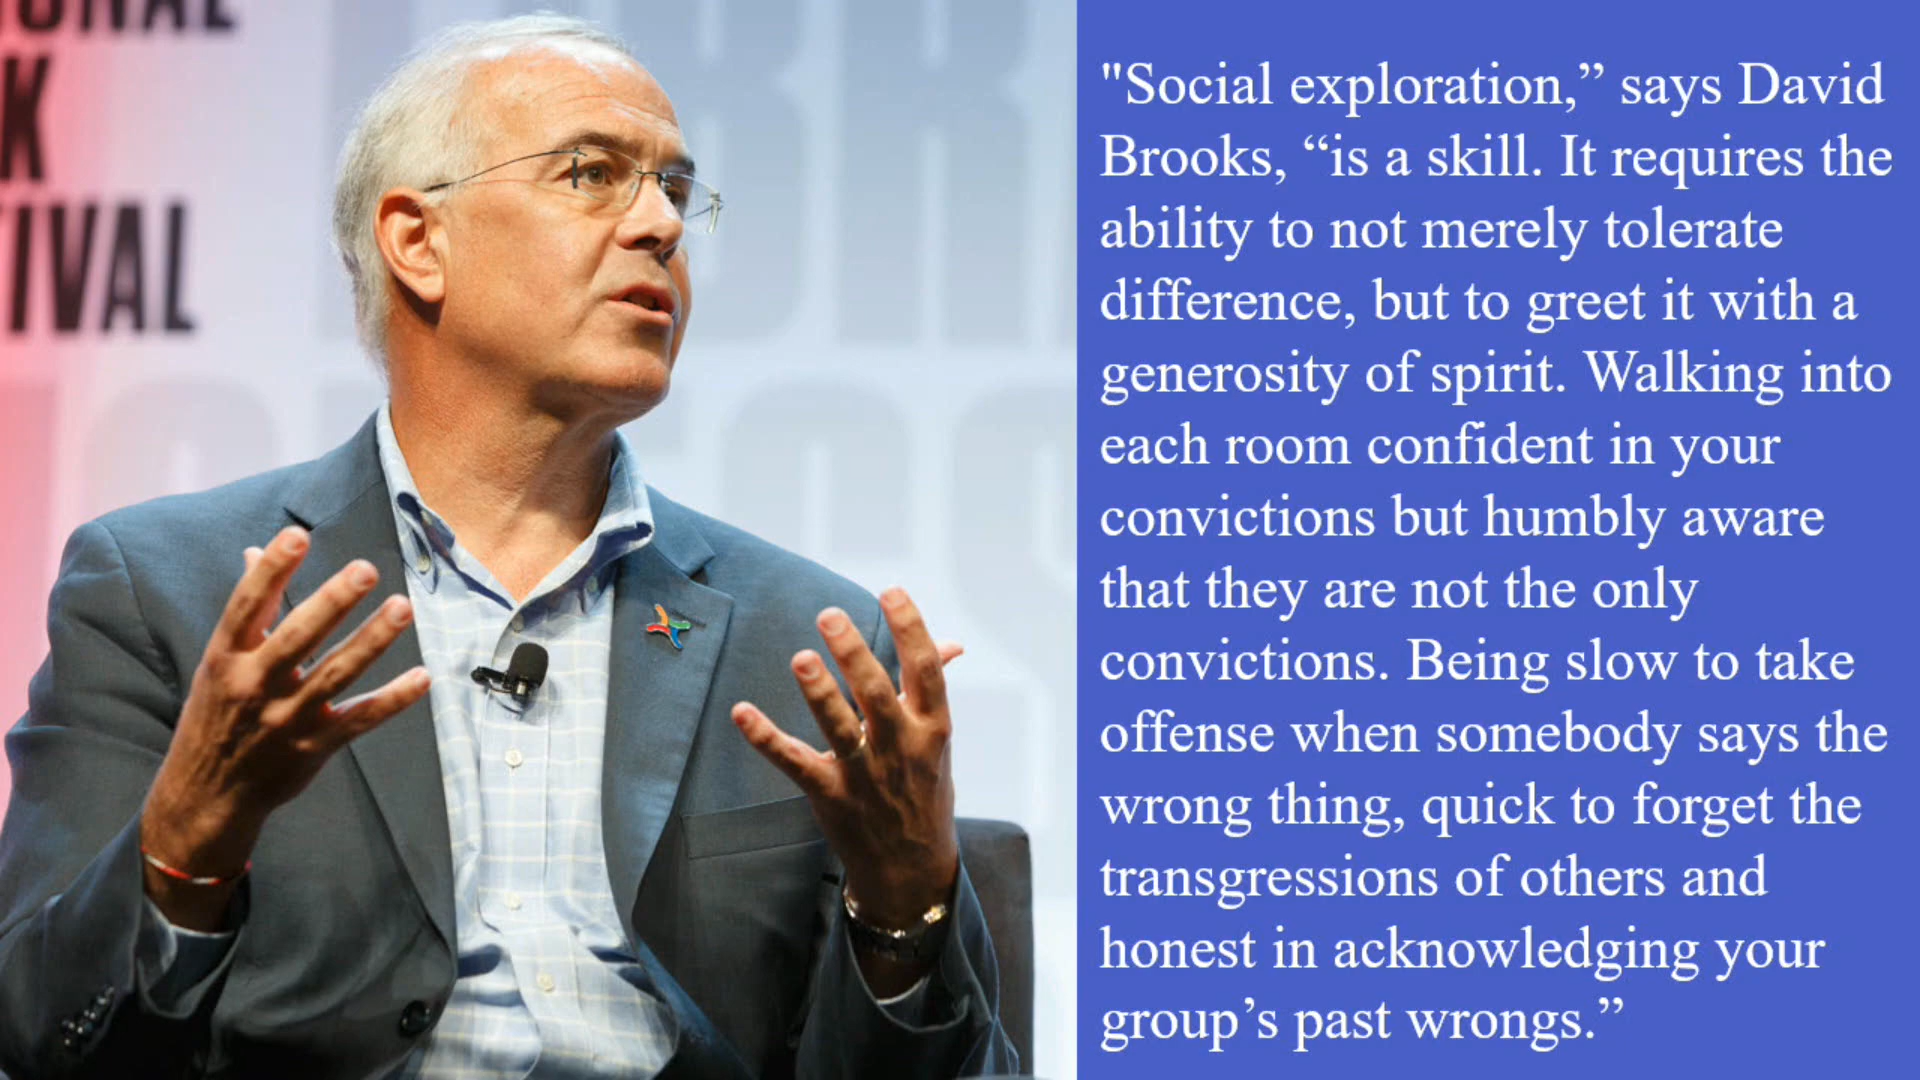 IVAL
"Social exploration,” says David
Brooks, “is a skill. It requires the
ability to not merely tolerate
difference, but to greet it with a
generosity of spirit. Walking into
each room confident in your
convictions but humbly aware
that they are not the only
convictions. Being slow to take
offense when somebody says the
wrong thing, quick to forget the
transgressions of others and
honest in acknowledging your
group’s past wrongs.”